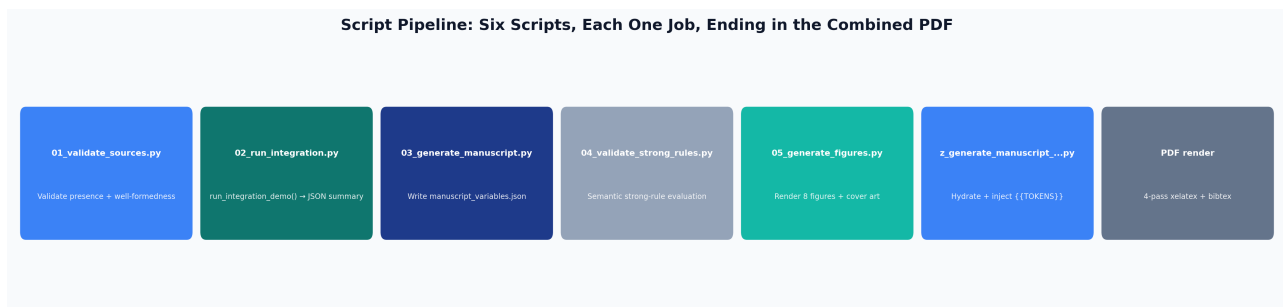 Script Pipeline: Six Scripts, Each One Job, Ending in the Combined PDF
01_validate_sources.py
Validate presence + well-formedness
02_run_integration.py
run_integration_demo() → JSON summary
03_generate_manuscript.py
Write manuscript_variables.json
04_validate_strong_rules.py
Semantic strong-rule evaluation
05_generate_figures.py
Render 8 figures + cover art
z_generate_manuscript_...py
Hydrate + inject {{TOKENS}}
PDF render
4-pass xelatex + bibtex